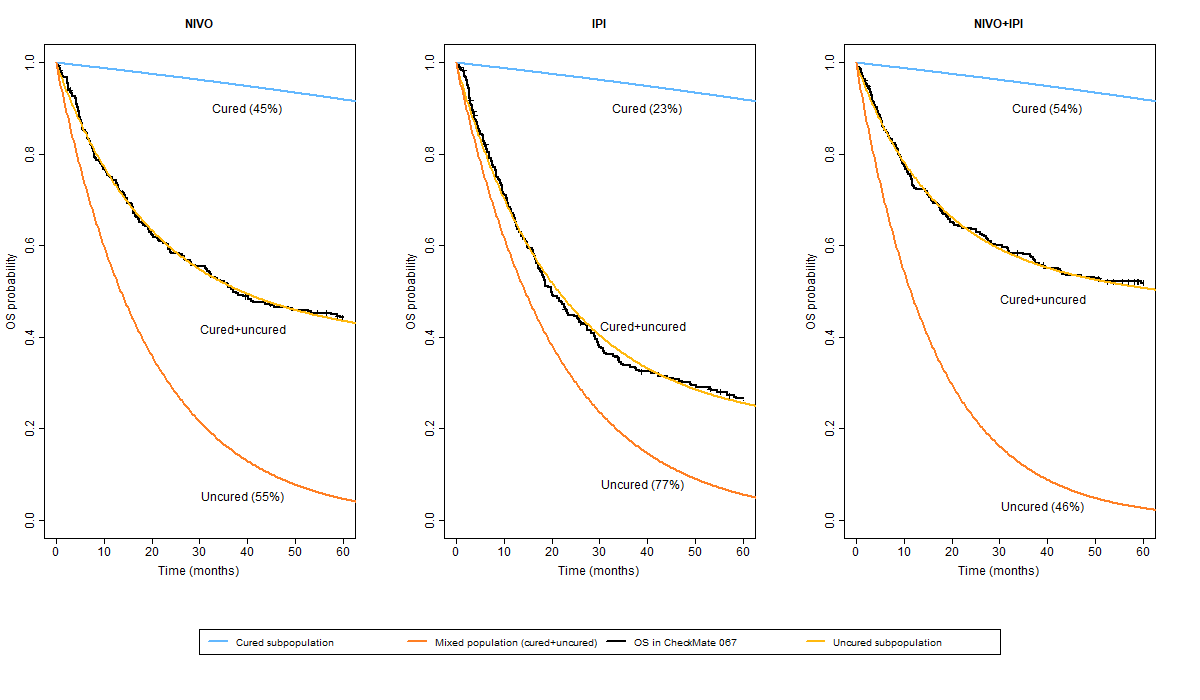 NIVO
OS probability
1.0
0.8
0.6
0.4
0.2
0.0
Cured (45%)
Cured+uncured
Uncured (55%)
0 10 20 30 40 50 60
Time (months)
IPI
OS probability
1.0
0.8
0.6
0.4
0.2
0.0
Cured (23%)
Cured+uncured
Uncured (77%)
0 10 20 30 40 50 60
Time (months)
NIVO+IPI
OS probability
1.0
0.8
0.6
0.4
0.2
0.0
Cured (54%)
Cured+uncured
Uncured (46%)
0 10 20 30 40 50 60
Time (months)
Cured subpopulation Mixed population (cured+uncured) OS in CheckMate 067 Uncured subpopulation